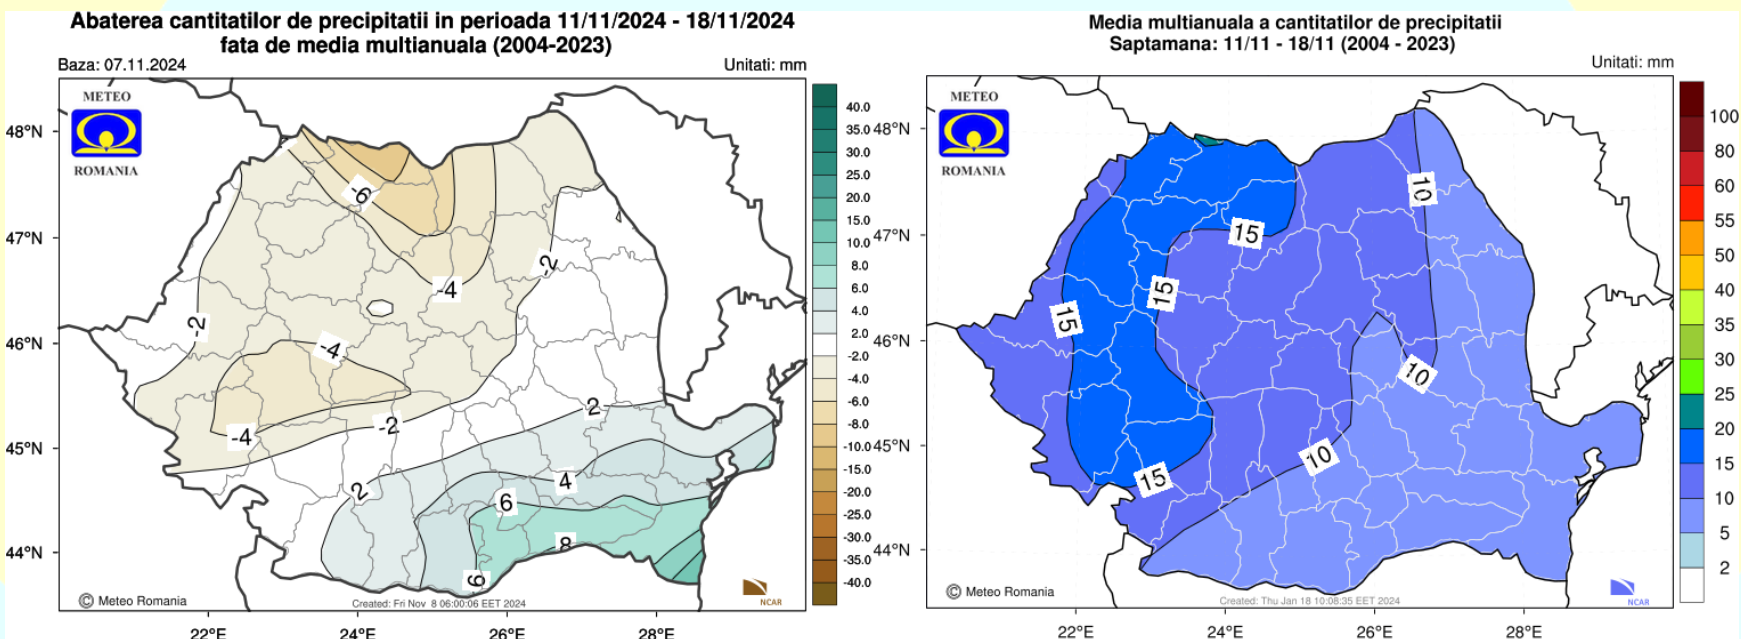 Abaterea cantitatilor de precipitatii in perioada 11/11/2024 - 18/11/2024
fata de media multianuala (2004-2023)
Baza: 07.11.2024
Unitati: mm
METEO
ROMANIA
48°N
47°N
46°N
45°N
44°N
22°E
24°E
26°E
28°E
-6
-4
-2
-2
-4
-4
-2
2
2
4
6
8
6
40.0
35.0
30.0
25.0
20.0
15.0
10.0
8.0
6.0
4.0
2.0
-2.0
-4.0
-6.0
-8.0
-10.0
-15.0
-20.0
-25.0
-30.0
-35.0
-40.0
© Meteo Romania
Created: Fri Nov 8 06:00:06 EET 2024
NCAR
Media multianuala a cantitatilor de precipitatii
Saptamana: 11/11 - 18/11 (2004 - 2023)
Unitati: mm
METEO
ROMANIA
48°N
47°N
46°N
45°N
44°N
22°E
24°E
26°E
28°E
10
15
15
15
10
10
15
100
80
60
55
50
40
35
30
25
20
15
10
5
2
© Meteo Romania
Created: Thu Jan 18 10:08:35 EET 2024
NCAR